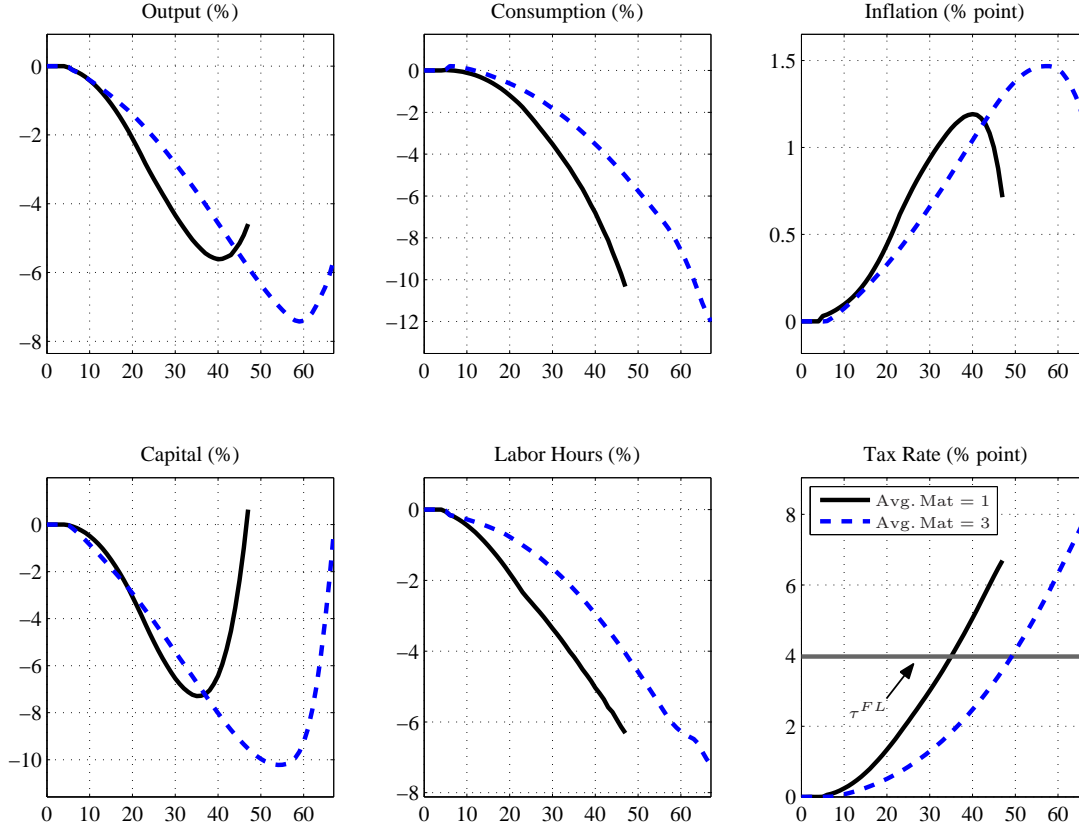 Output (%)
0
−2
−4
−6
−8
0 10 20 30 40 50 60
Consumption (%)
0
−2
−4
−6
−8
−10
−12
0 10 20 30 40 50 60
Inflation (% point)
1.5
1
0.5
0
0 10 20 30 40 50 60
Capital (%)
0
−2
−4
−6
−8
−10
0 10 20 30 40 50 60
Labor Hours (%)
0
−2
−4
−6
−8
0 10 20 30 40 50 60
Tax Rate (% point)
Avg. Mat = 1
Avg. Mat = 3
8
6
4
2
0
τ^{FL}
0 10 20 30 40 50 60